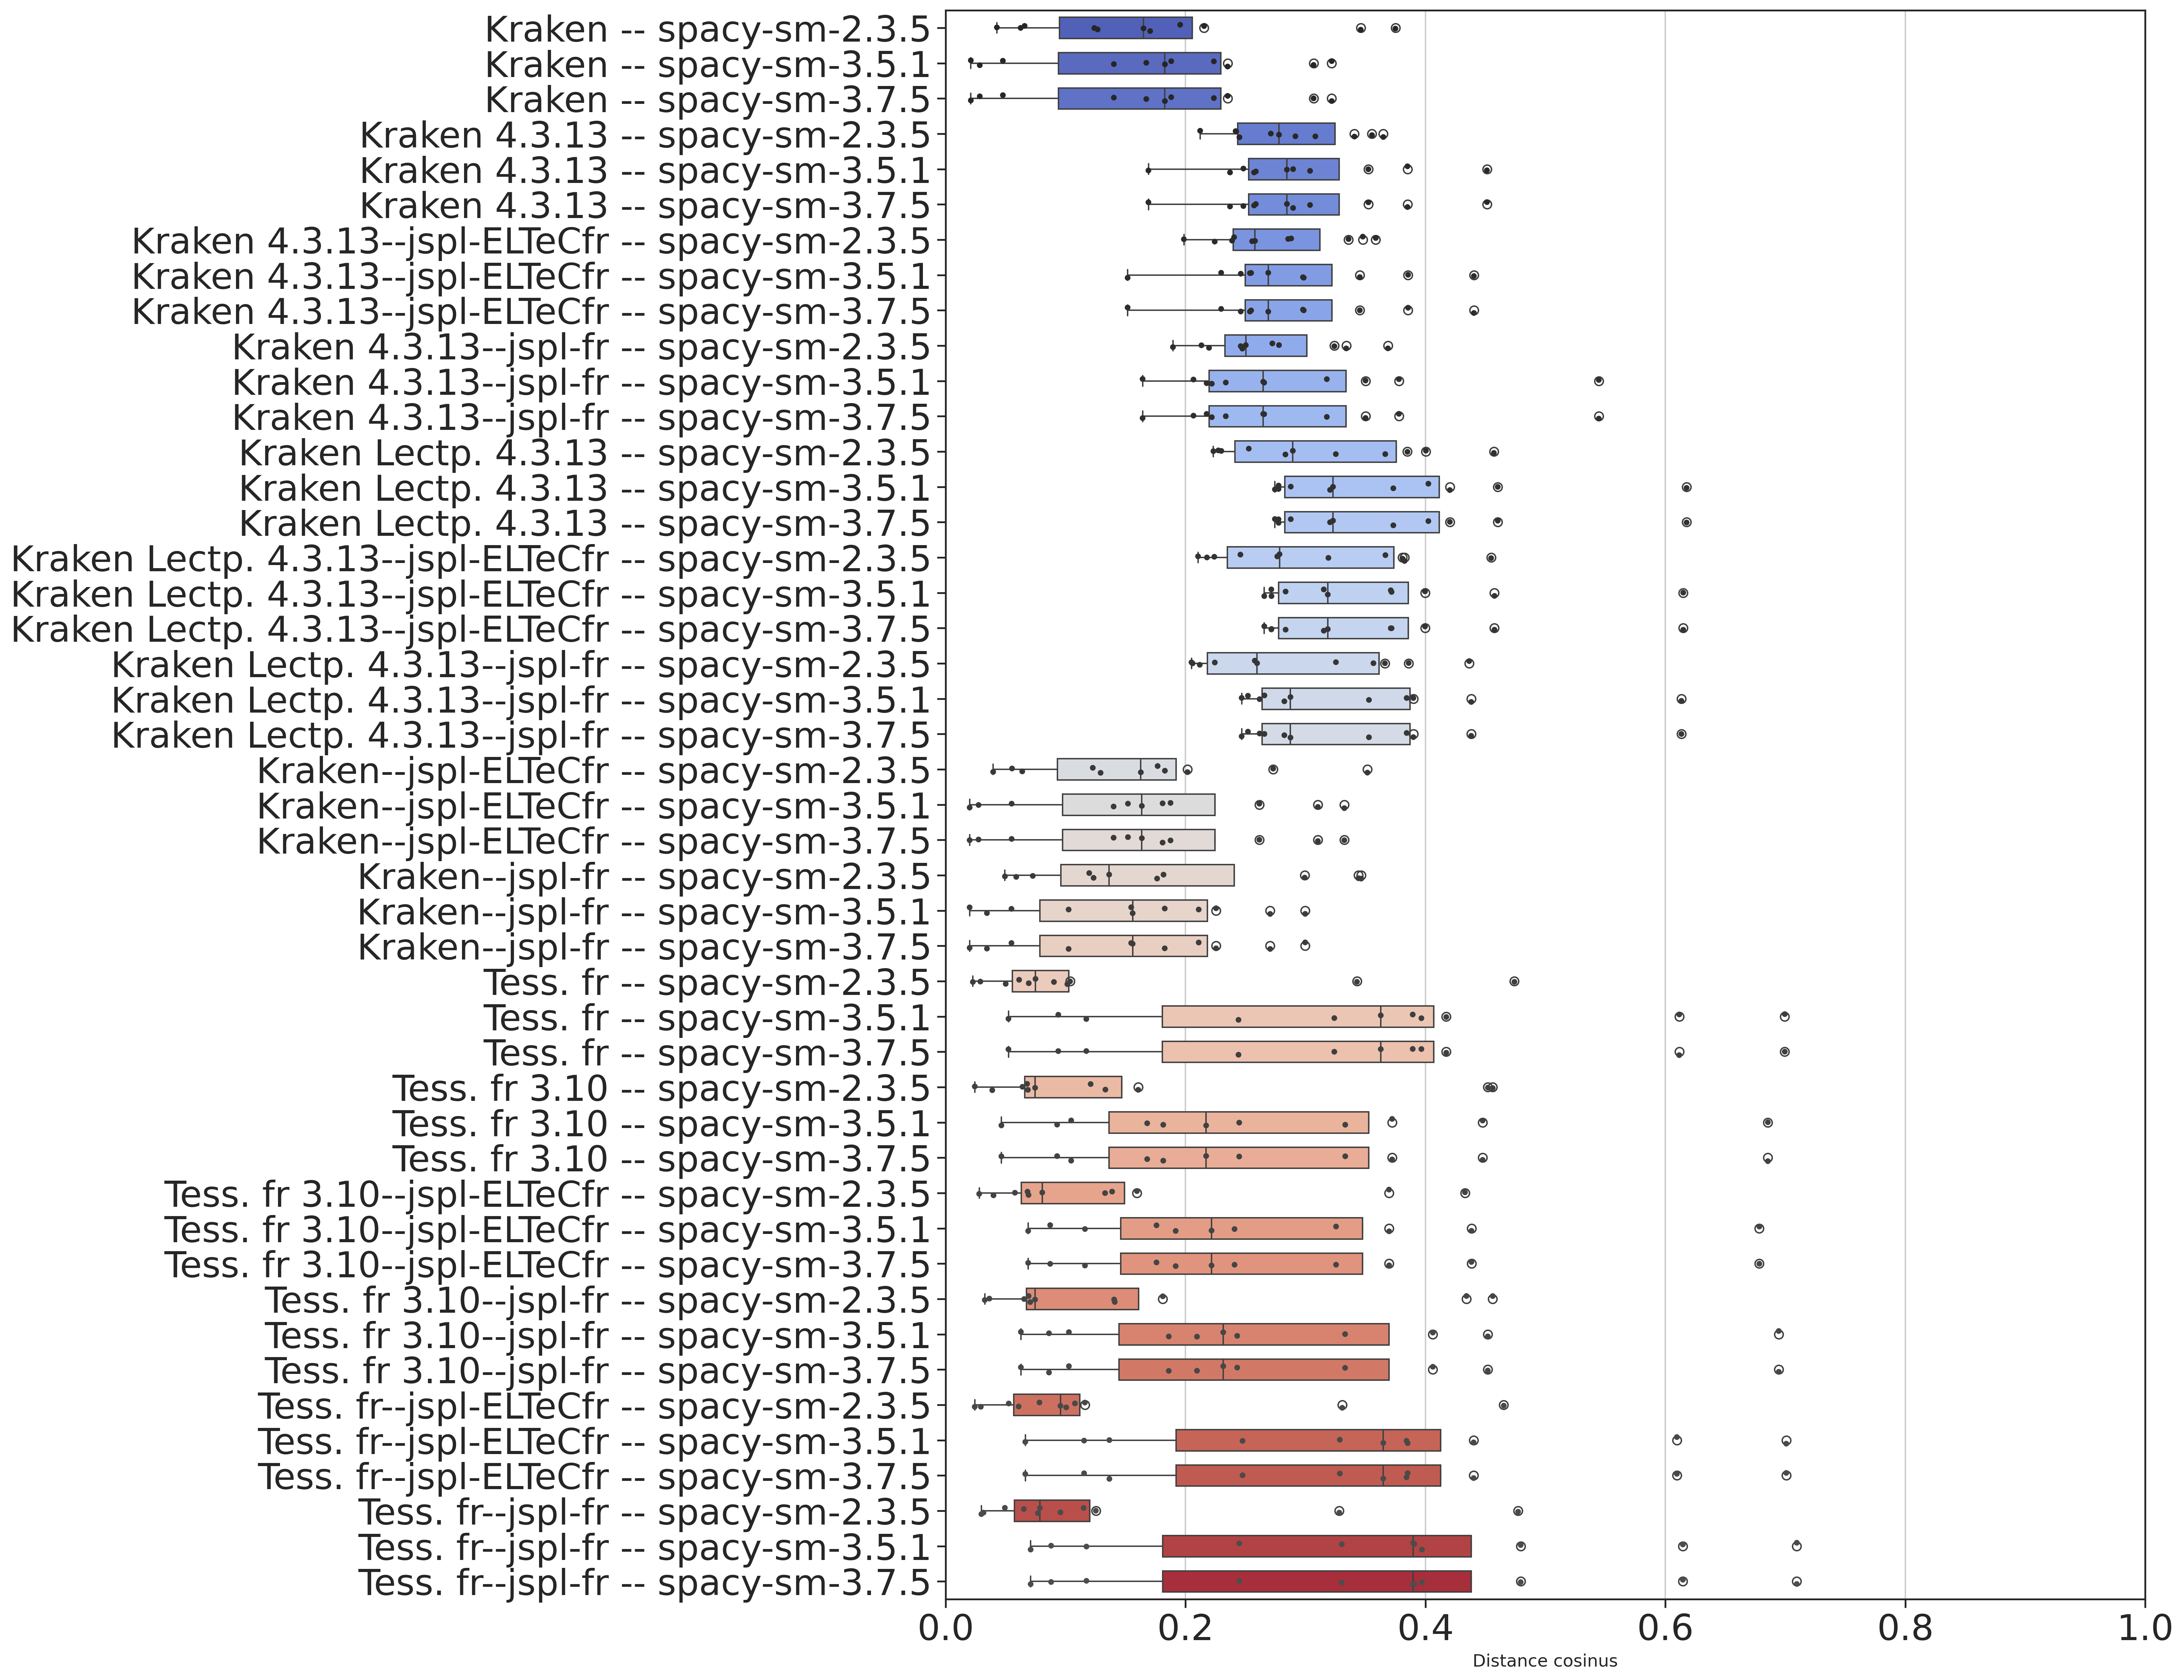 Kraken -- spacy-sm-2.3.5
Kraken -- spacy-sm-3.5.1
Kraken -- spacy-sm-3.7.5
Kraken 4.3.13 -- spacy-sm-2.3.5
Kraken 4.3.13 -- spacy-sm-3.5.1
Kraken 4.3.13 -- spacy-sm-3.7.5
Kraken 4.3.13--jspl-ELTeCfr -- spacy-sm-2.3.5
Kraken 4.3.13--jspl-ELTeCfr -- spacy-sm-3.5.1
Kraken 4.3.13--jspl-ELTeCfr -- spacy-sm-3.7.5
Kraken 4.3.13--jspl-fr -- spacy-sm-2.3.5
Kraken 4.3.13--jspl-fr -- spacy-sm-3.5.1
Kraken 4.3.13--jspl-fr -- spacy-sm-3.7.5
Kraken Lectp. 4.3.13 -- spacy-sm-2.3.5
Kraken Lectp. 4.3.13 -- spacy-sm-3.5.1
Kraken Lectp. 4.3.13 -- spacy-sm-3.7.5
Kraken Lectp. 4.3.13--jspl-ELTeCfr -- spacy-sm-2.3.5
Kraken Lectp. 4.3.13--jspl-ELTeCfr -- spacy-sm-3.5.1
Kraken Lectp. 4.3.13--jspl-ELTeCfr -- spacy-sm-3.7.5
Kraken Lectp. 4.3.13--jspl-fr -- spacy-sm-2.3.5
Kraken Lectp. 4.3.13--jspl-fr -- spacy-sm-3.5.1
Kraken Lectp. 4.3.13--jspl-fr -- spacy-sm-3.7.5
Kraken--jspl-ELTeCfr -- spacy-sm-2.3.5
Kraken--jspl-ELTeCfr -- spacy-sm-3.5.1
Kraken--jspl-ELTeCfr -- spacy-sm-3.7.5
Kraken--jspl-fr -- spacy-sm-2.3.5
Kraken--jspl-fr -- spacy-sm-3.5.1
Kraken--jspl-fr -- spacy-sm-3.7.5
Tess. fr -- spacy-sm-2.3.5
Tess. fr -- spacy-sm-3.5.1
Tess. fr -- spacy-sm-3.7.5
Tess. fr 3.10 -- spacy-sm-2.3.5
Tess. fr 3.10 -- spacy-sm-3.5.1
Tess. fr 3.10 -- spacy-sm-3.7.5
Tess. fr 3.10--jspl-ELTeCfr -- spacy-sm-2.3.5
Tess. fr 3.10--jspl-ELTeCfr -- spacy-sm-3.5.1
Tess. fr 3.10--jspl-ELTeCfr -- spacy-sm-3.7.5
Tess. fr 3.10--jspl-fr -- spacy-sm-2.3.5
Tess. fr 3.10--jspl-fr -- spacy-sm-3.5.1
Tess. fr 3.10--jspl-fr -- spacy-sm-3.7.5
Tess. fr--jspl-ELTeCfr -- spacy-sm-2.3.5
Tess. fr--jspl-ELTeCfr -- spacy-sm-3.5.1
Tess. fr--jspl-ELTeCfr -- spacy-sm-3.7.5
Tess. fr--jspl-fr -- spacy-sm-2.3.5
Tess. fr--jspl-fr -- spacy-sm-3.5.1
Tess. fr--jspl-fr -- spacy-sm-3.7.5
0.0 0.2 0.4 0.6 0.8 1.0
Distance cosinus